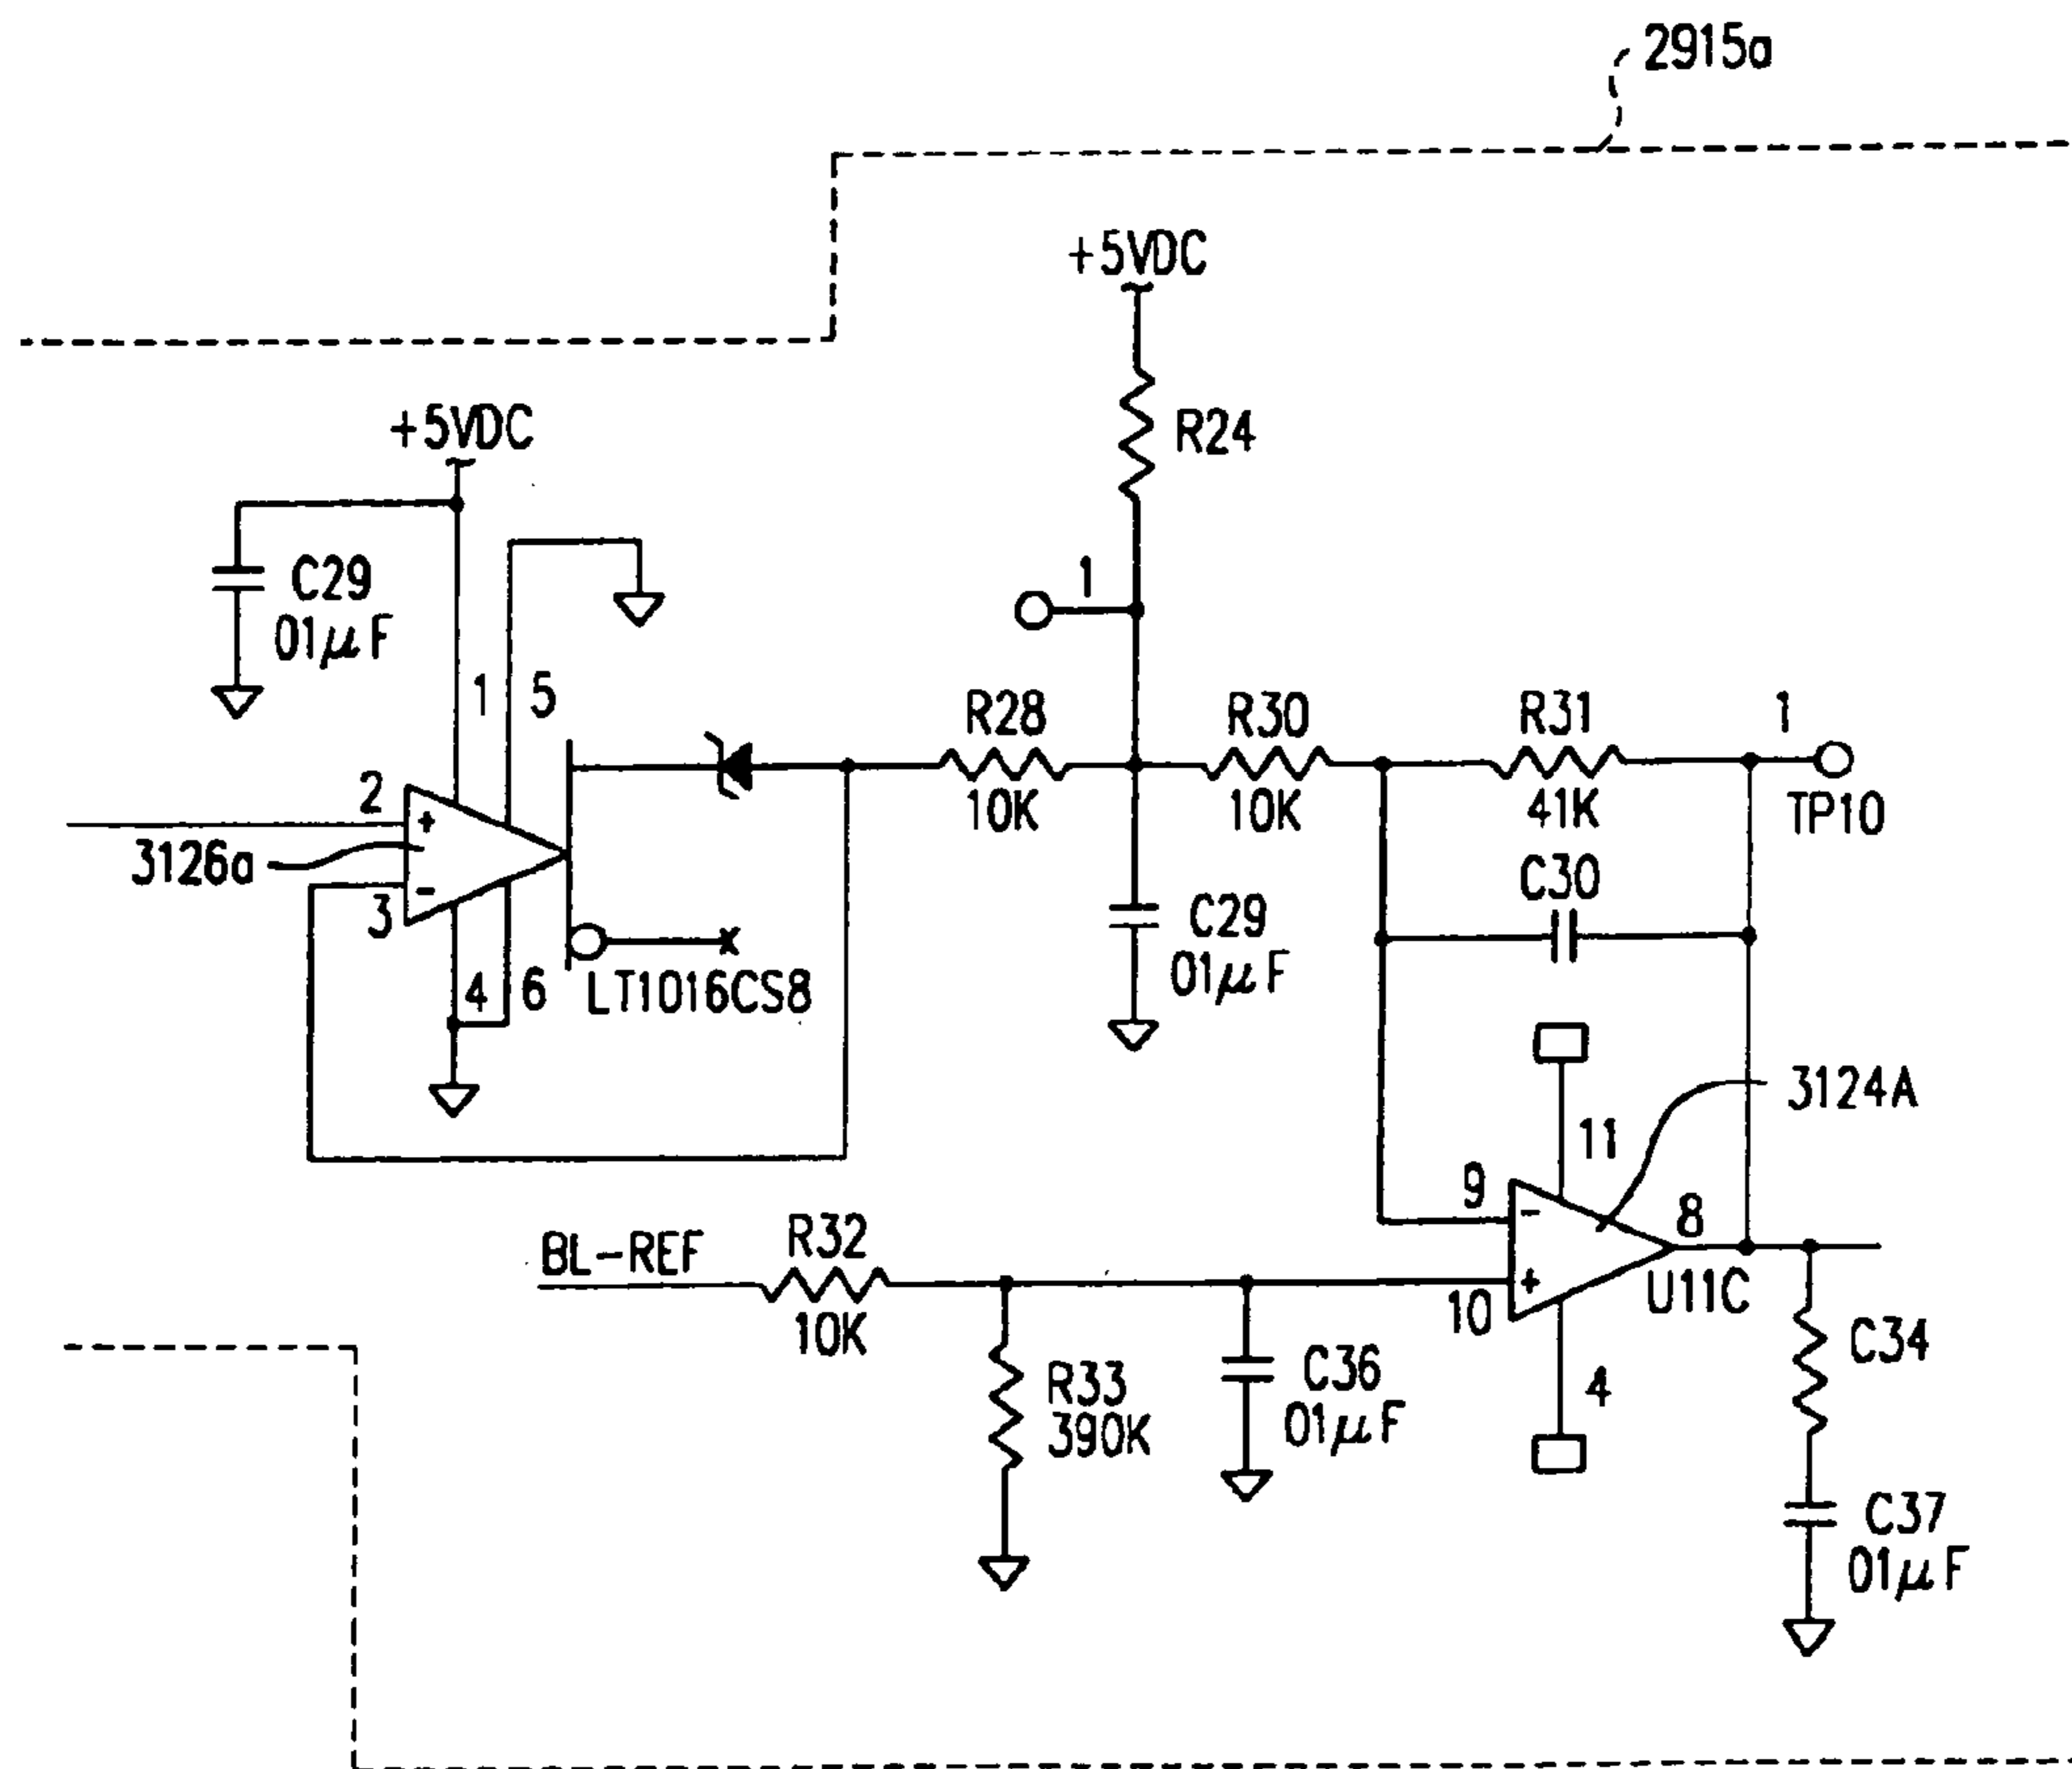 2915a
+5VDC
R24
+5VDC
C29
01μF
1
1 5
R28 R30 R31 1
10K 10K 41K TP10
2
+
3126a
-
3
C30
C29
01μF
4 6 LT1016CS8
3124A
11
9
-
8
BL-REF R32
10K
+
10
U11C
C34
R33
390K
C36
01μF
4
C37
01μF